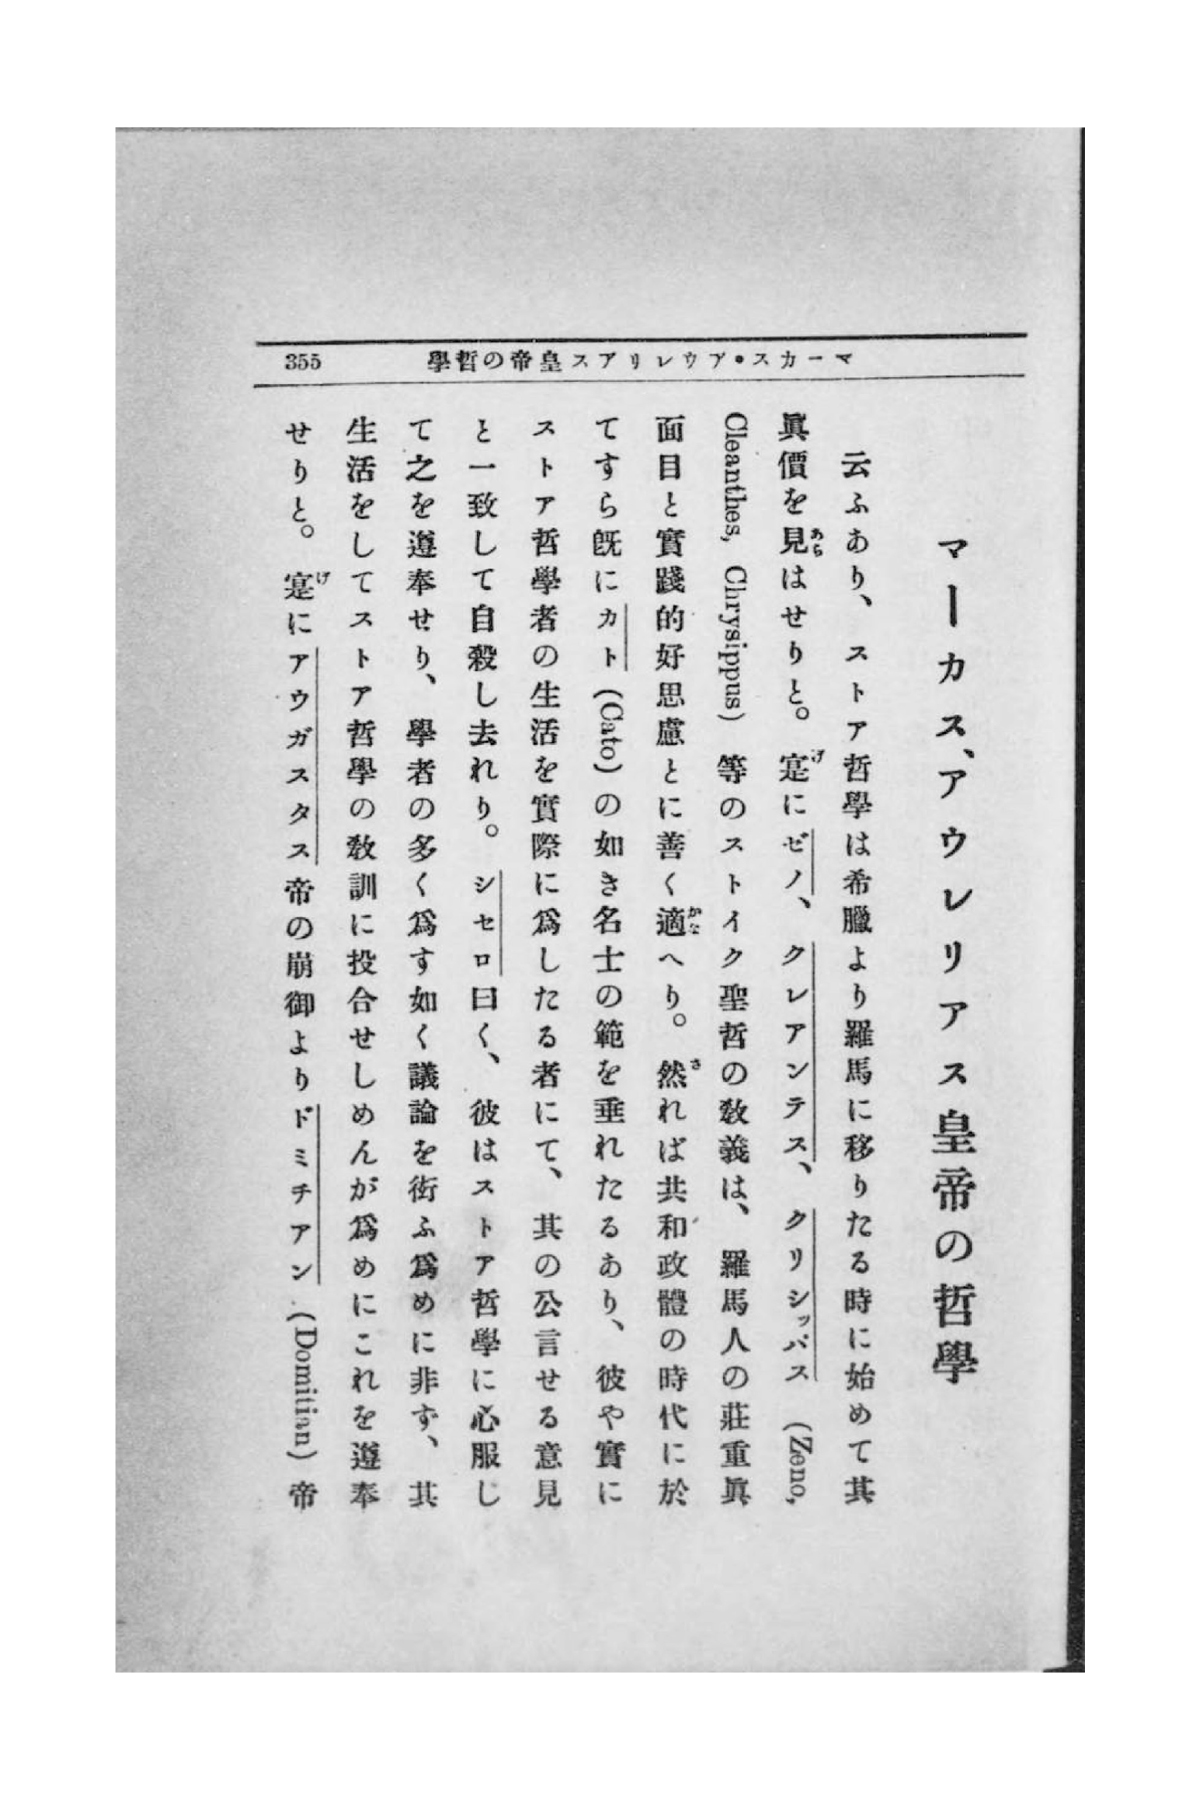 マーカス・アウレリアス皇帝の哲學
355
マーカス、アウレリアス皇帝の哲學
云ふあり、ストア哲學は希臘より羅馬に移りたる時に始めて其
眞價を見はせりと。寔にゼノ、クレアンテス、クリシッパス (Zeno,
Cleanthes, Chrysippus) 等のストイク聖哲の敎義は、羅馬人の莊重眞
面目と實踐的好思慮とに善く適へり。然れば共和政體の時代に於
てすら旣にカト (Cato) の如き名士の範を垂れたるあり、彼や實に
ストア哲學者の生活を實際に爲したる者にて、其の公言せる意見
と一致して自殺し去れり。シセロ曰く、彼はストア哲學に心服し
て之を遵奉せり、學者の多く爲す如く議論を衒ふ爲めに非ず、其
生活をしてストア哲學の敎訓に投合せしめんが爲めにこれを遵奉
せりと。寔にアウガスタス帝の崩御よりドミチアン (Domitian) 帝